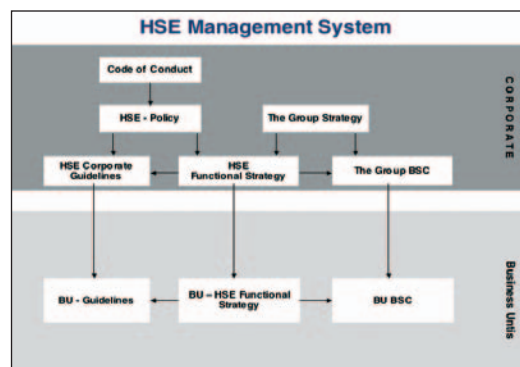 HSE Management System
Code of Conduct
HSE - Policy
The Group Strategy
HSE Corporate
Guidelines
HSE
Functional Strategy
The Group BSC
CORPORATE
BU - Guidelines
BU – HSE Functional
Strategy
BU BSC
Business Untis